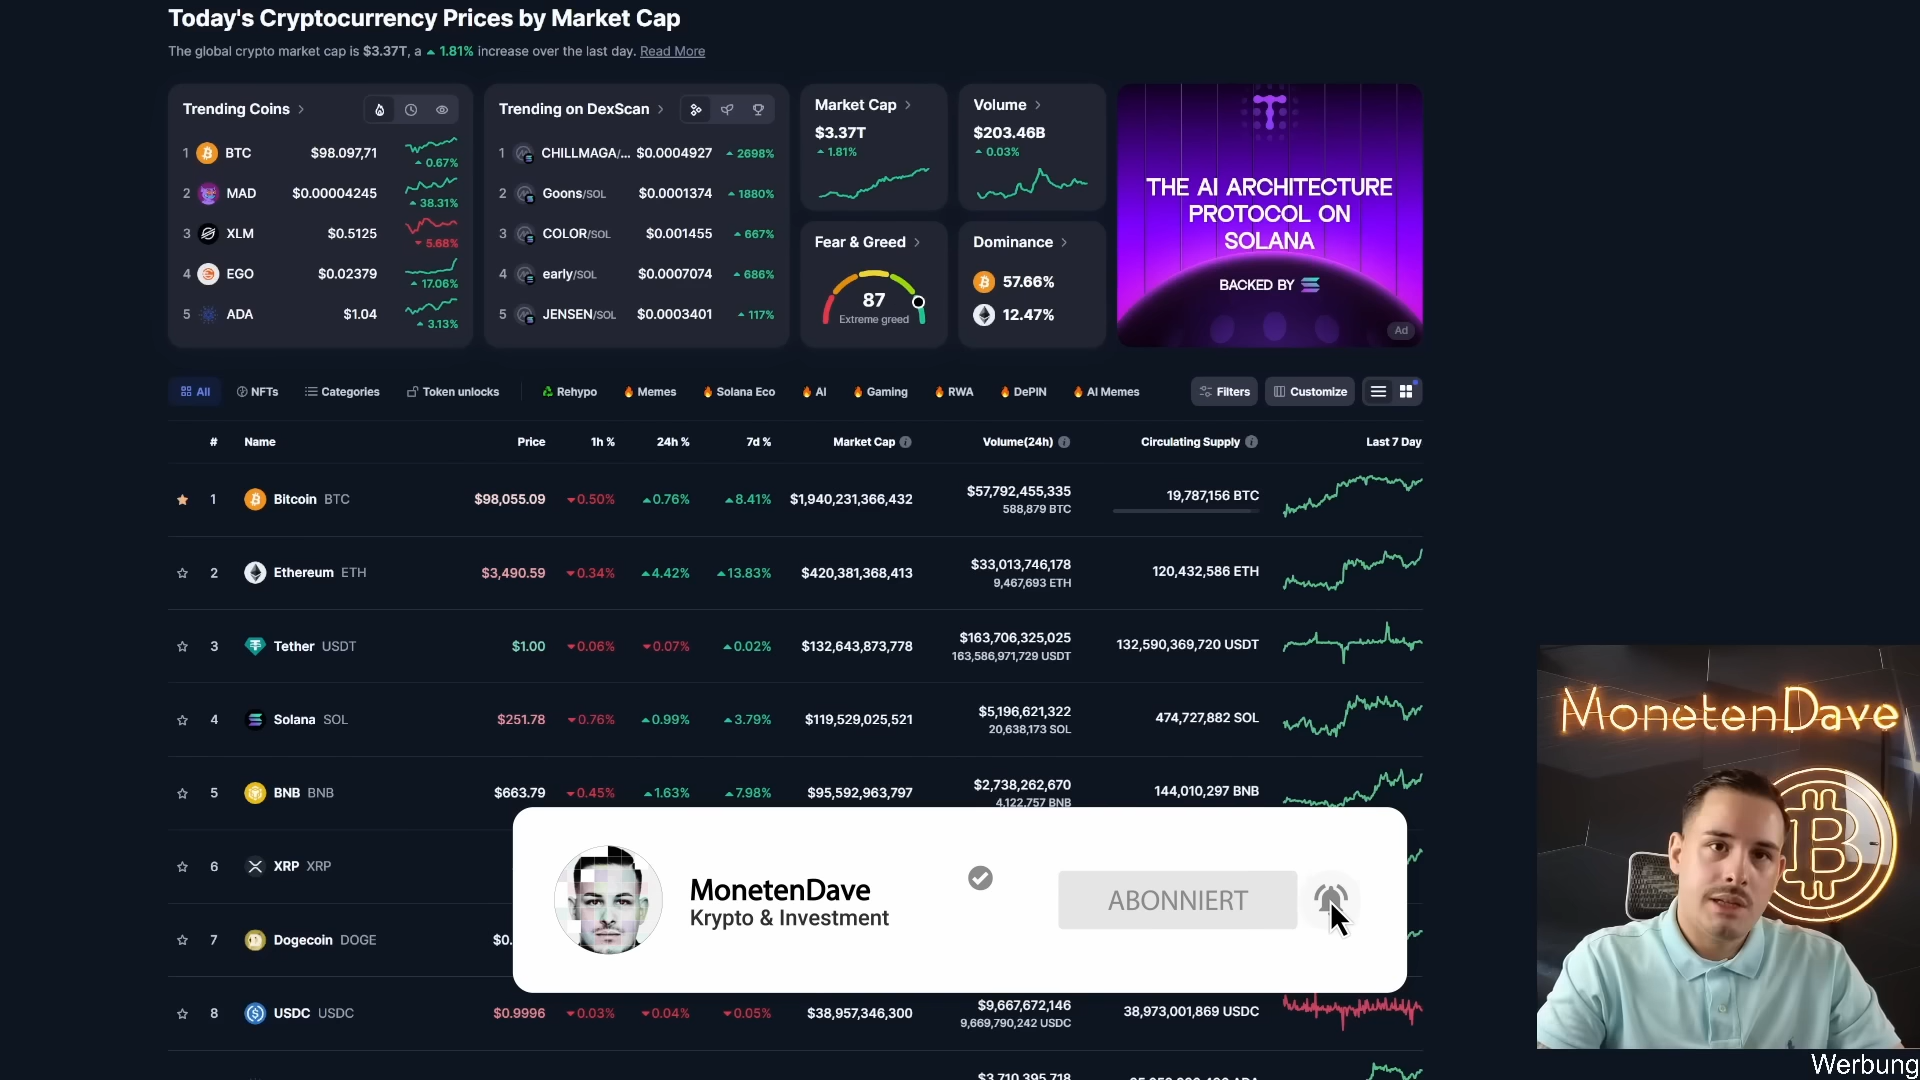 Today's Cryptocurrency Prices by Market Cap
The global crypto market cap is $3.37T, a 1.81% increase over the last day. Read More
Trending Coins
1 BTC $98.097,71 0.67%
2 MAD $0.00004245 38.31%
3 XLM $0.5125 5.68%
4 EGO $0.02379 17.06%
5 ADA $1.04 3.13%
Trending on DexScan
1 CHILLMAGA/... $0.0004927 2698%
2 Goons/SOL $0.0001374 1880%
3 COLOR/SOL $0.001455 667%
4 early/SOL $0.0007074 686%
5 JENSEN/SOL $0.0003401 117%
Market Cap
$3.37T
1.81%
Volume
$203.46B
0.03%
Fear & Greed
87
Extreme greed
Dominance
57.66%
12.47%
THE AI ARCHITECTURE
PROTOCOL ON
SOLANA
BACKED BY
Ad
All NFTs Categories Token unlocks Rehypo Memes Solana Eco AI Gaming RWA DePIN AI Memes Filters Customize
# Name Price 1h % 24h % 7d % Market Cap Volume(24h) Circulating Supply Last 7 Day
1 Bitcoin BTC $98,055.09 0.50% 0.76% 8.41% $1,940,231,366,432 $57,792,455,335 19,787,156 BTC
588,879 BTC
2 Ethereum ETH $3,490.59 0.34% 4.42% 13.83% $420,381,368,413 $33,013,746,178 120,432,586 ETH
9,467,693 ETH
3 Tether USDT $1.00 0.06% 0.07% 0.02% $132,643,873,778 $163,706,325,025 132,590,369,720 USDT
163,586,971,729 USDT
4 Solana SOL $251.78 0.76% 0.99% 3.79% $119,529,025,521 $5,196,621,322 474,727,882 SOL
20,638,173 SOL
5 BNB BNB $663.79 0.45% 1.63% 7.98% $95,592,963,797 $2,738,262,670 144,010,297 BNB
4,122,757 BNB
6 XRP XRP
7 Dogecoin DOGE $0.
8 USDC USDC $0.9996 0.03% 0.04% 0.05% $38,957,346,300 $9,667,672,146 38,973,001,869 USDC
9,669,790,242 USDC
$3,710,395,718
MonetenDave
Krypto & Investment
ABONNIERT
MonetenDave
Werbung